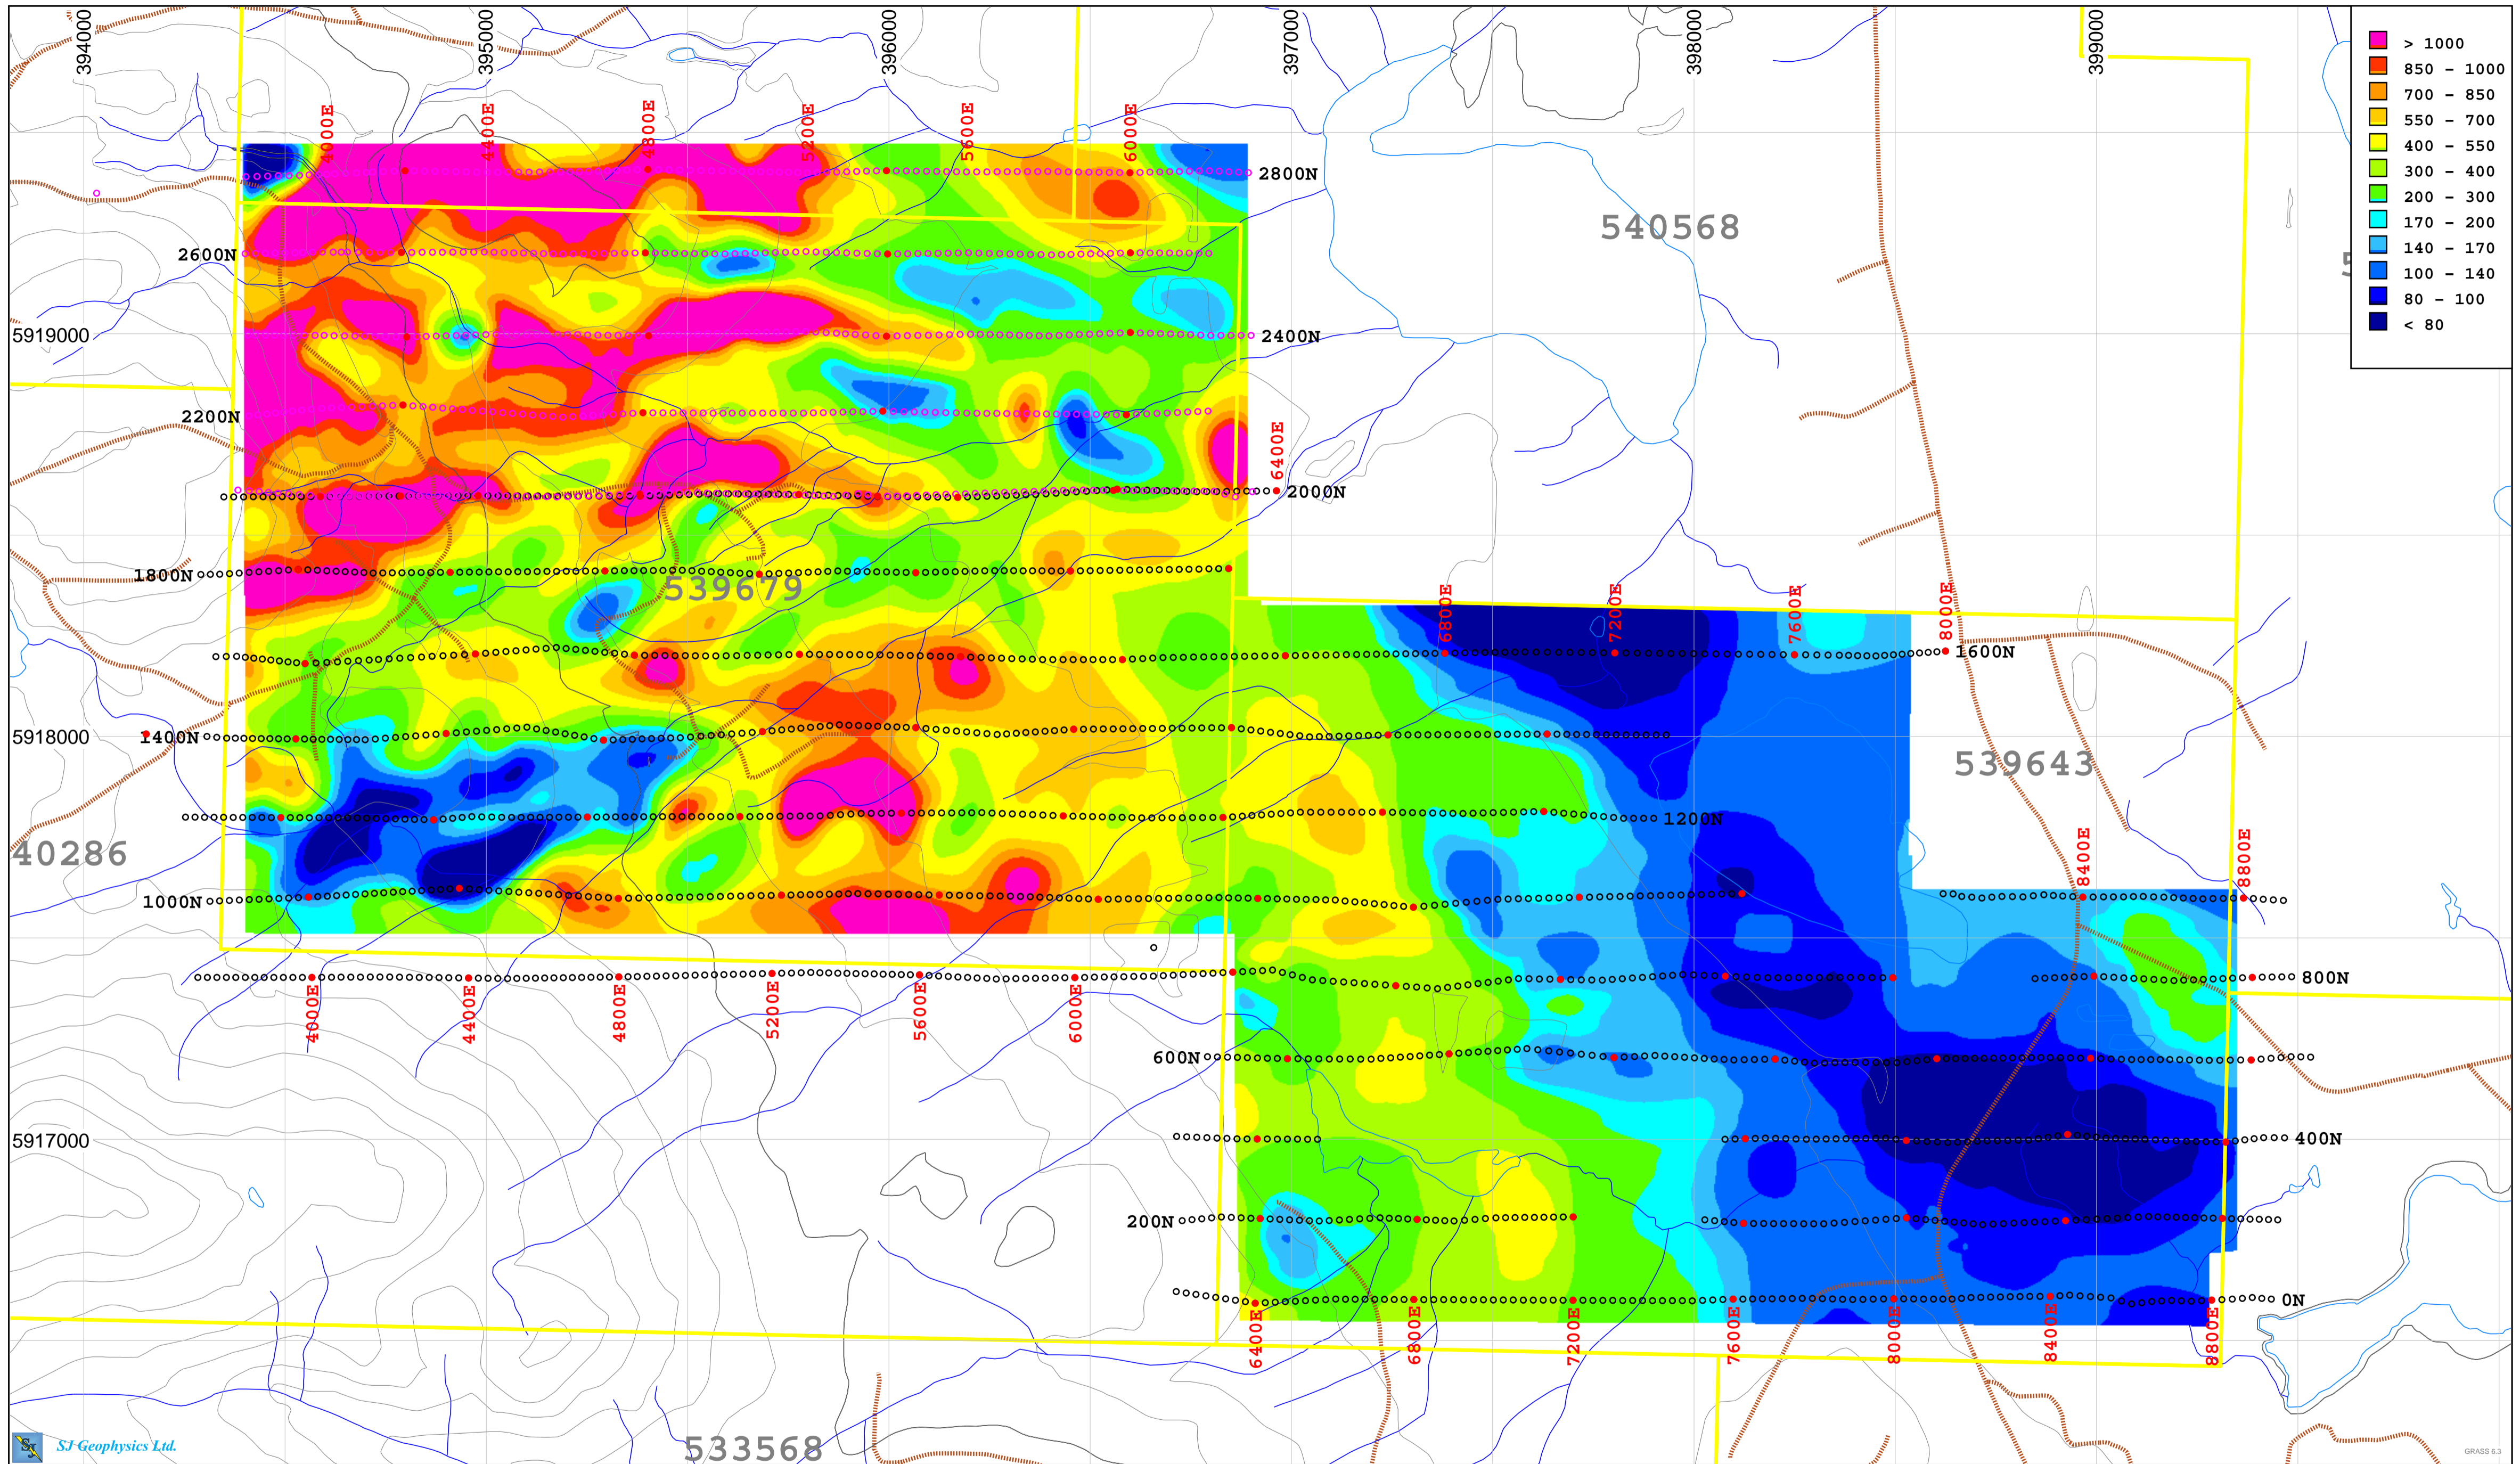 394000
395000
396000
397000
398000
399000
> 1000
850 - 1000
700 - 850
550 - 700
400 - 550
300 - 400
200 - 300
170 - 200
140 - 170
100 - 140
80 - 100
< 80
4000E
4400E
4800E
5200E
5600E
6000E
2800N
540568
2600N
5919000
2400N
2200N
6400E
2000N
1800N
539679
6800E
7200E
7600E
8000E
1600N
5918000
1400N
539643
1200N
40286
8400E
8800E
1000N
800N
4000E
4400E
4800E
5200E
5600E
6000E
600N
5917000
400N
200N
0N
6400E
6800E
7200E
7600E
8000E
8400E
8800E
SJ
SJ Geophysics Ltd.
533568
GRASS 6.3